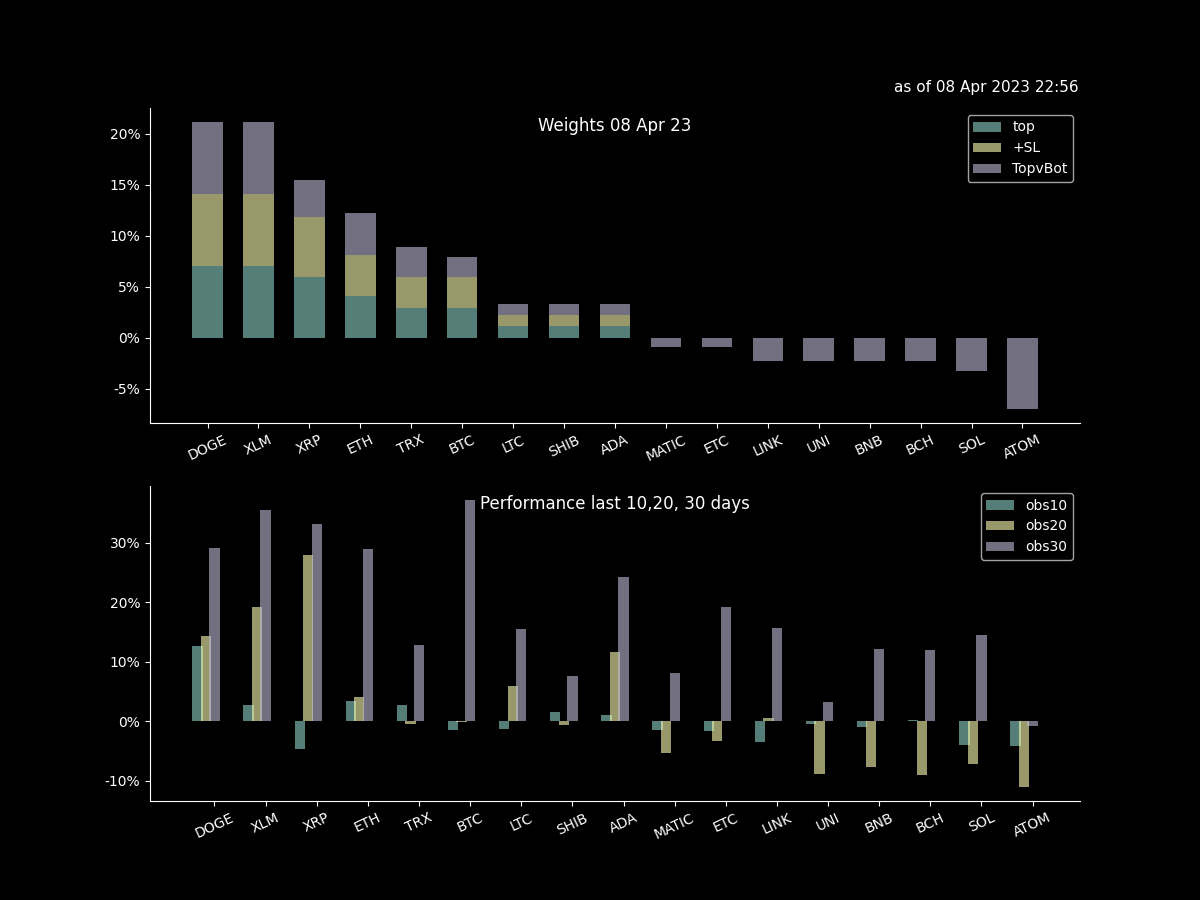 as of 08 Apr 2023 22:56
Weights 08 Apr 23
top
+SL
TopvBot
20%
15%
10%
5%
0%
-5%
DOGE XLM XRP ETH TRX BTC LTC SHIB ADA MATIC ETC LINK UNI BNB BCH SOL ATOM
Performance last 10,20, 30 days
obs10
obs20
obs30
30%
20%
10%
0%
-10%
DOGE XLM XRP ETH TRX BTC LTC SHIB ADA MATIC ETC LINK UNI BNB BCH SOL ATOM